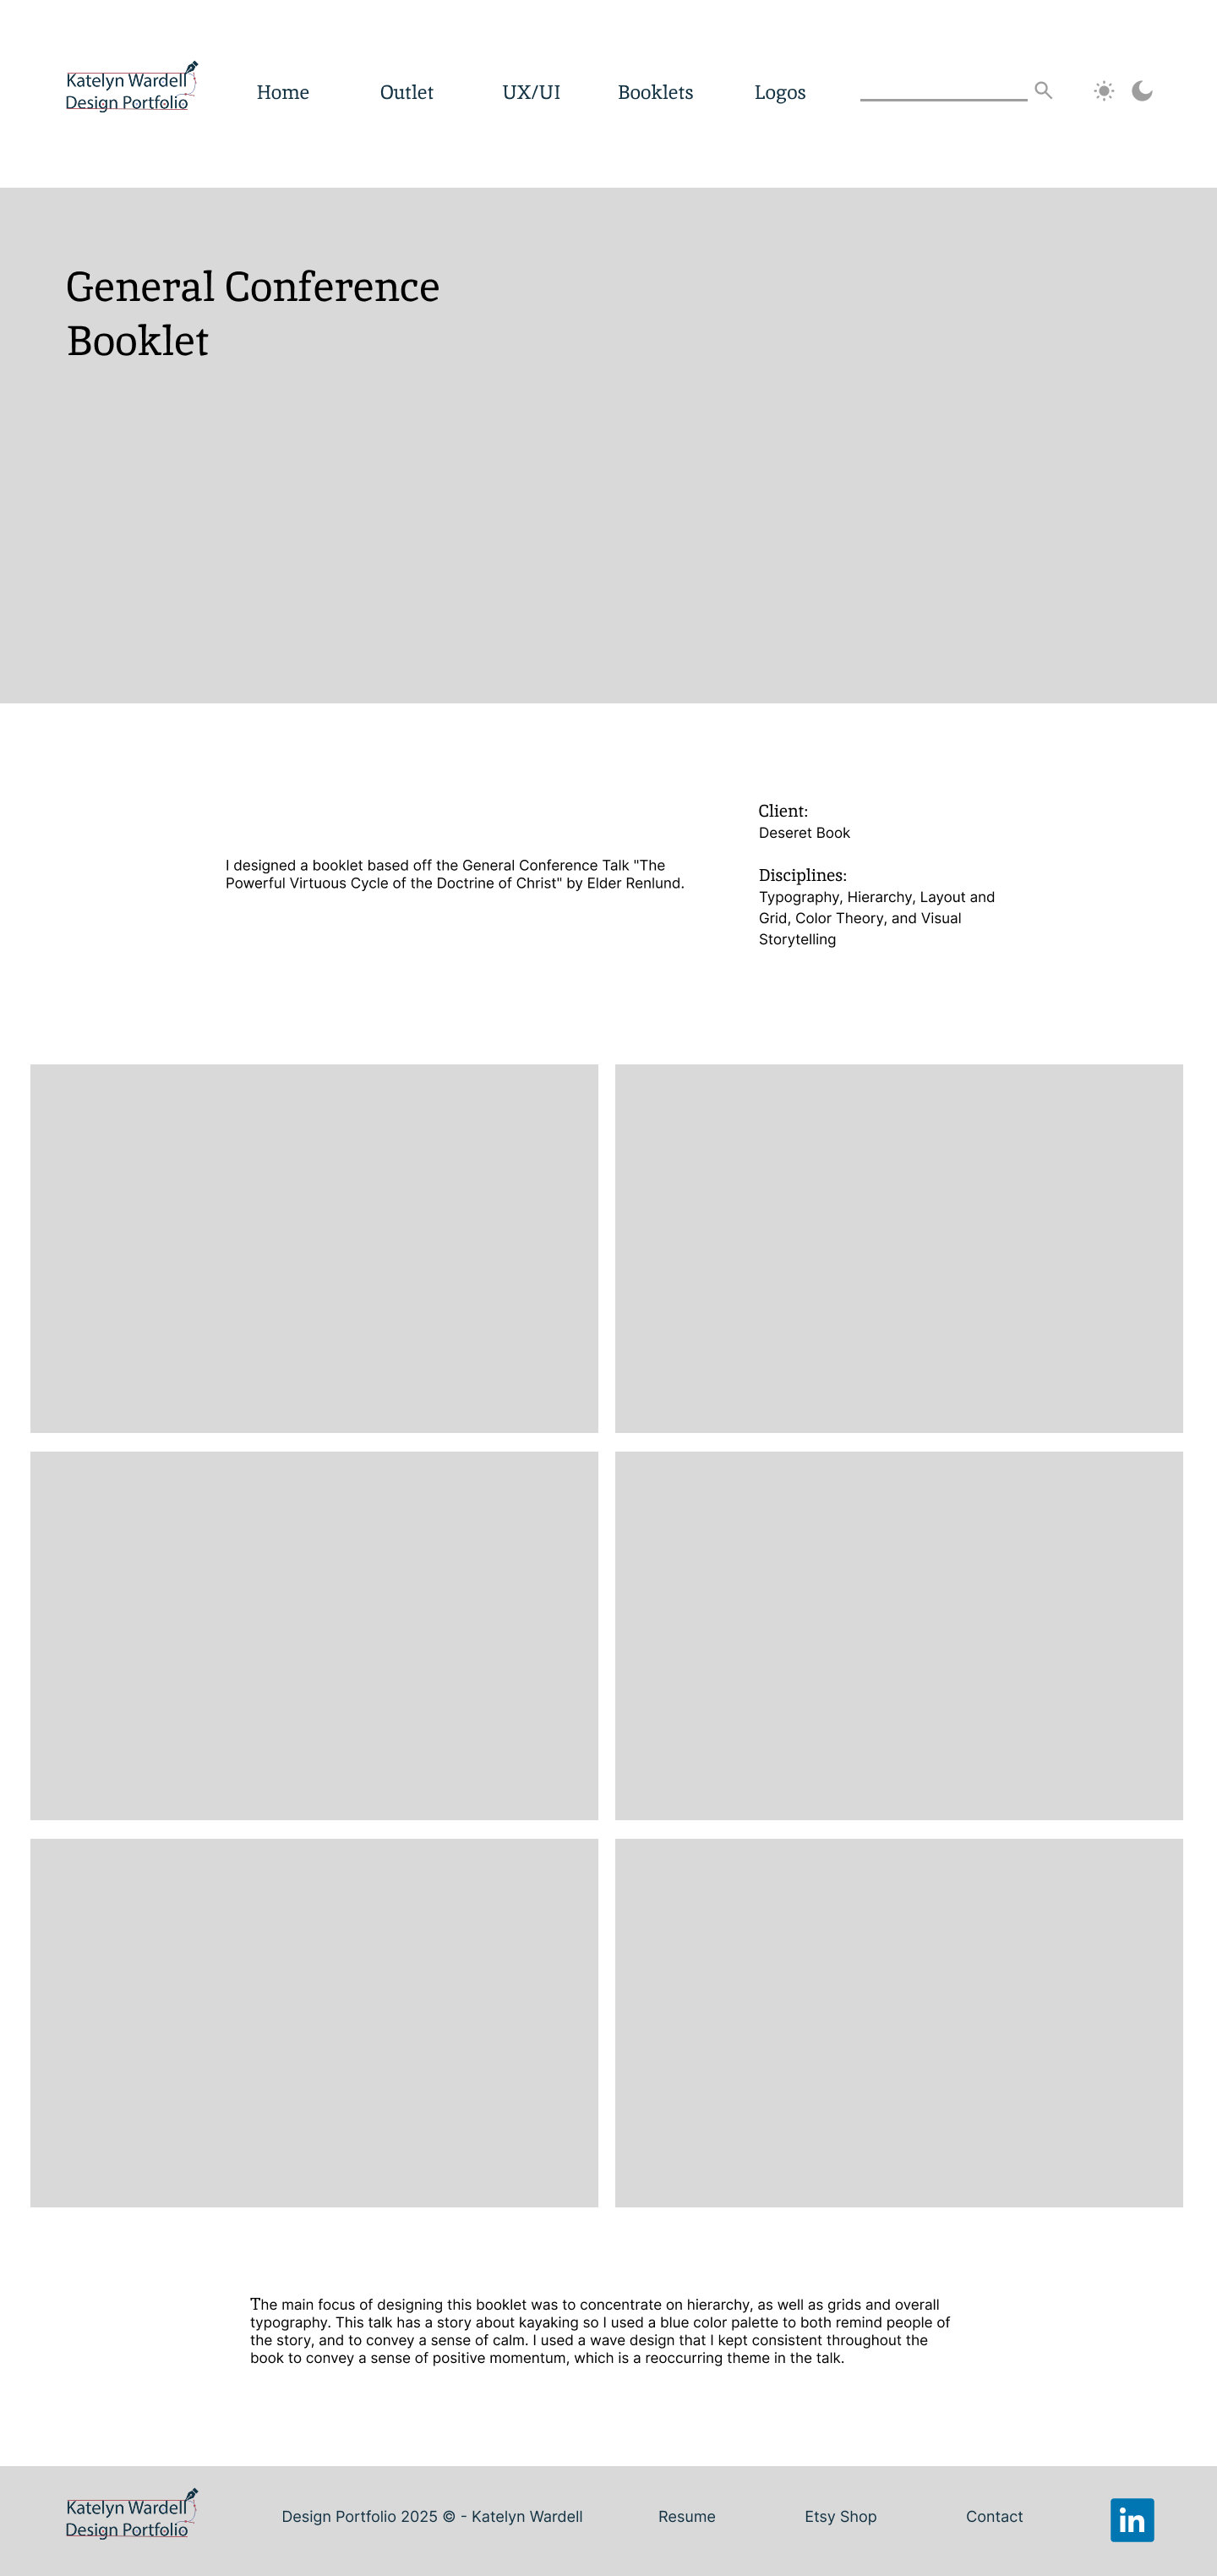 Katelyn Wardell
Design Portfolio
Home
Outlet
UX/UI
Booklets
Logos
General Conference
Booklet
I designed a booklet based off the General Conference Talk "The
Powerful Virtuous Cycle of the Doctrine of Christ" by Elder Renlund.
Client:
Deseret Book
Disciplines:
Typography, Hierarchy, Layout and
Grid, Color Theory, and Visual
Storytelling
The main focus of designing this booklet was to concentrate on hierarchy, as well as grids and overall
typography. This talk has a story about kayaking so I used a blue color palette to both remind people of
the story, and to convey a sense of calm. I used a wave design that I kept consistent throughout the
book to convey a sense of positive momentum, which is a reoccurring theme in the talk.
Katelyn Wardell
Design Portfolio
Design Portfolio 2025 © - Katelyn Wardell
Resume
Etsy Shop
Contact
in